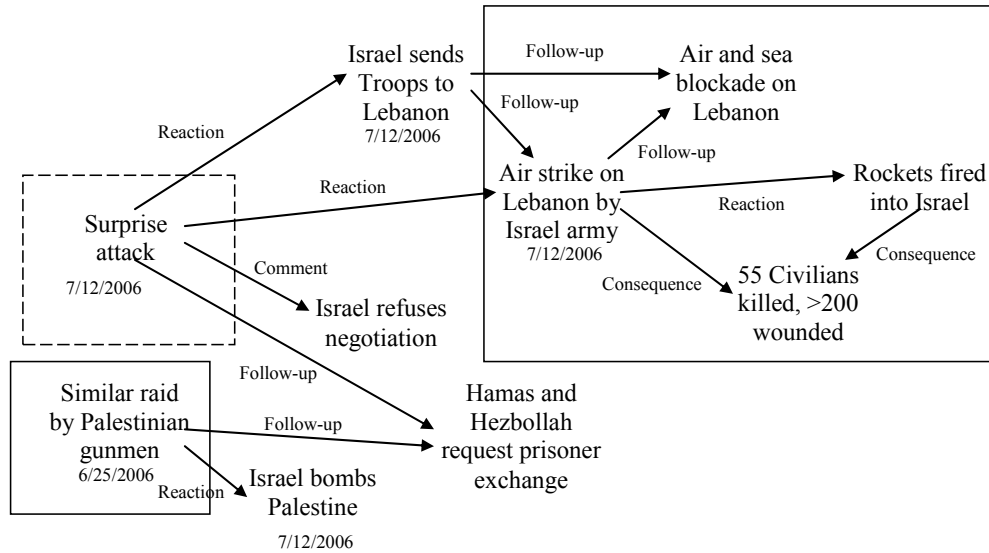 Israel sends
Troops to
Lebanon
7/12/2006
Follow-up
Air and sea
blockade on
Lebanon
Follow-up
Reaction
Follow-up
Surprise
attack
7/12/2006
Reaction
Air strike on
Lebanon by
Israel army
7/12/2006
Reaction
Rockets fired
into Israel
Comment
Consequence
Consequence
55 Civilians
killed, >200
wounded
Israel refuses
negotiation
Follow-up
Similar raid
by Palestinian
gunmen
6/25/2006
Follow-up
Hamas and
Hezbollah
request prisoner
exchange
Reaction
Israel bombs
Palestine
7/12/2006